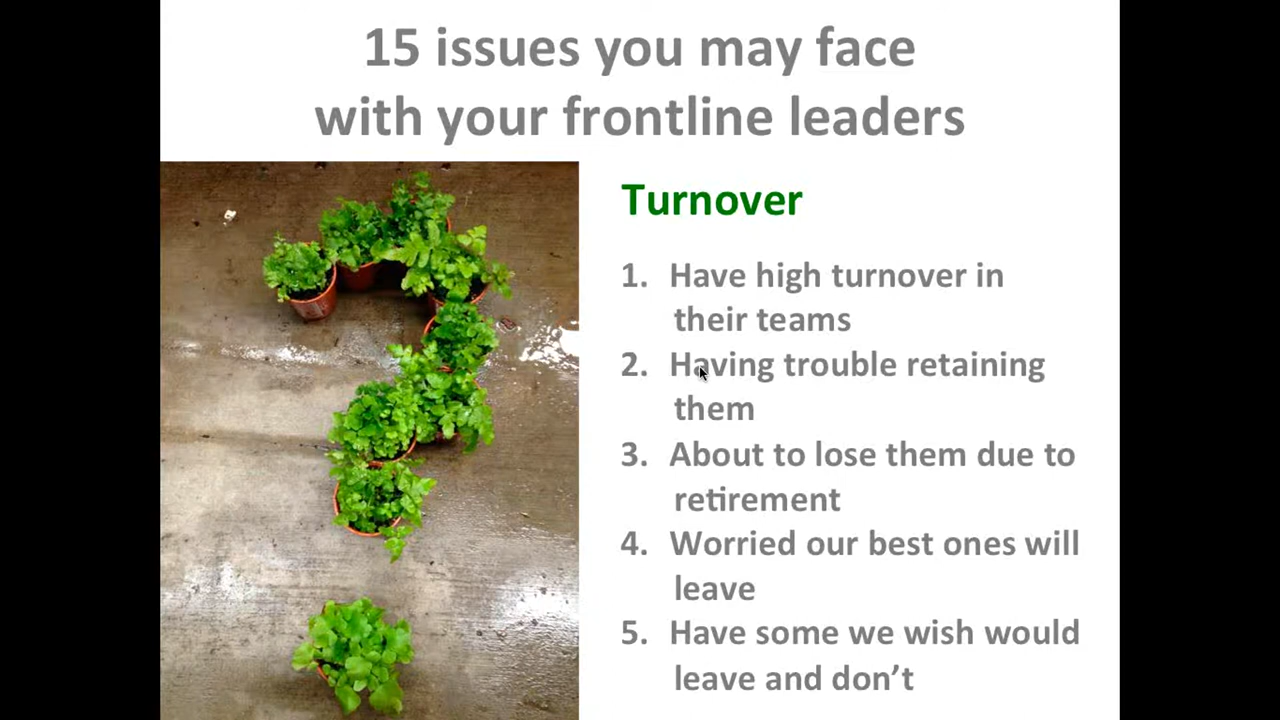 15 issues you may face
with your frontline leaders
Turnover
1. Have high turnover in
their teams
2. Having trouble retaining
them
3. About to lose them due to
retirement
4. Worried our best ones will
leave
5. Have some we wish would
leave and don’t